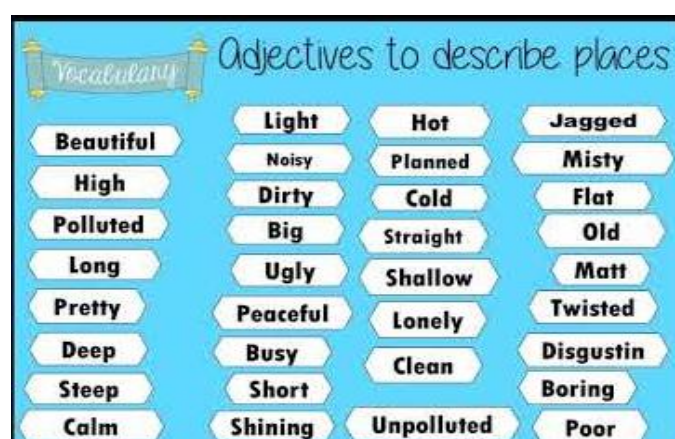 Vocabulary
Adjectives to describe places
Beautiful
High
Polluted
Long
Pretty
Deep
Steep
Calm
Light
Noisy
Dirty
Big
Ugly
Peaceful
Busy
Short
Shining
Hot
Planned
Cold
Straight
Shallow
Lonely
Clean
Unpolluted
Jagged
Misty
Flat
Old
Matt
Twisted
Disgustin
Boring
Poor